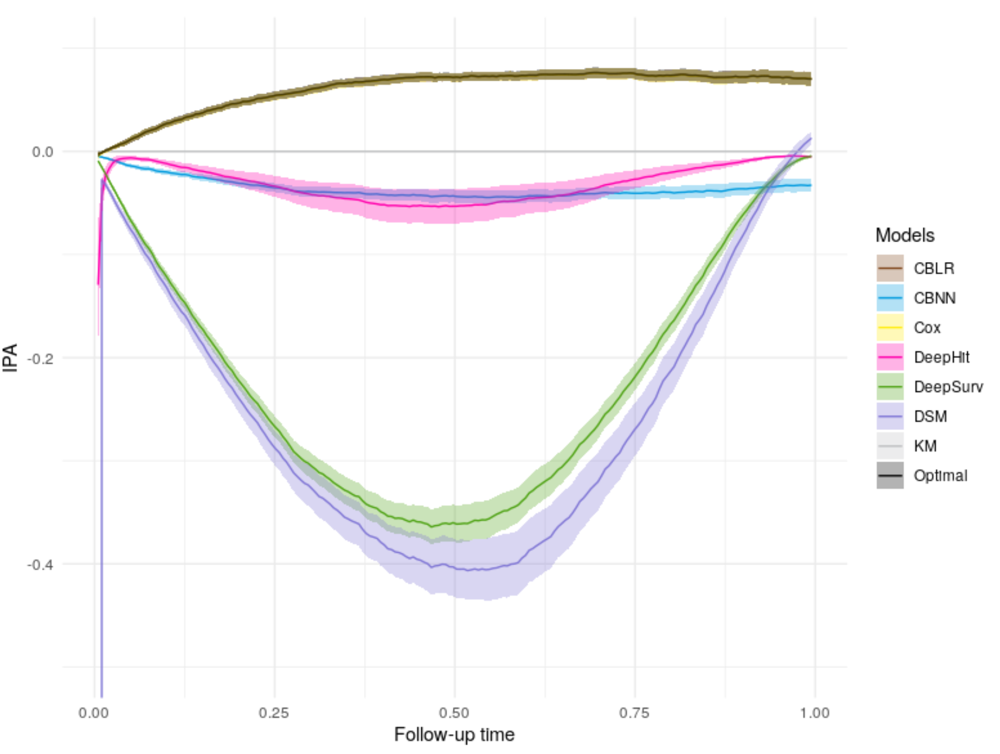 0.0
-0.2
-0.4
IPA
0.00 0.25 0.50 0.75 1.00
Follow-up time
Models
CBLR
CBNN
Cox
DeepHit
DeepSurv
DSM
KM
Optimal